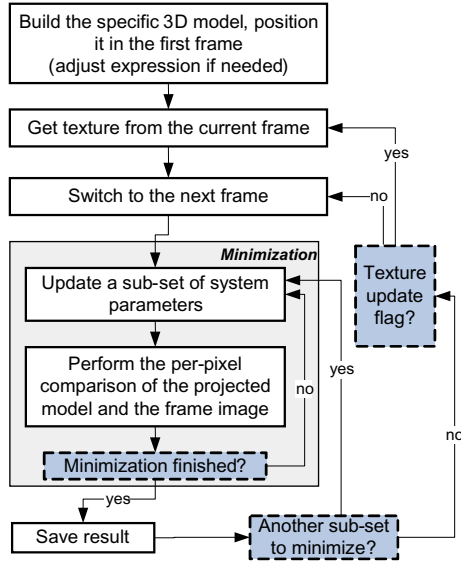 Build the specific 3D model, position
it in the first frame
(adjust expression if needed)
Get texture from the current frame
yes
Switch to the next frame
no
Minimization
Update a sub-set of system
parameters
Texture
update
flag?
Perform the per-pixel
comparison of the projected
model and the frame image
no
yes
no
Minimization finished?
yes
Save result
Another sub-set
to minimize?